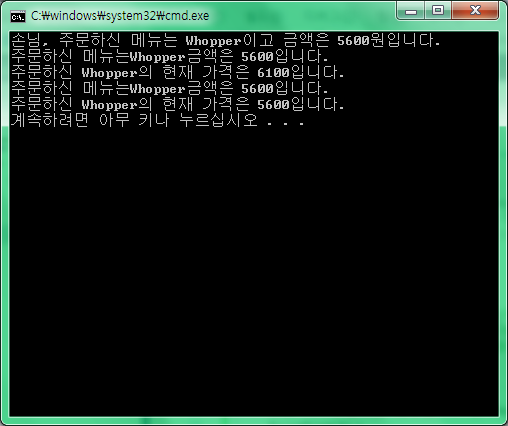 C:₩windows₩system32₩cmd.exe
손님, 주문하신 메뉴는 Whopper이고 금액은 5600원입니다.
주문하신 메뉴는Whopper금액은 5600입니다.
주문하신 Whopper의 현재 가격은 6100입니다.
주문하신 메뉴는Whopper금액은 5600입니다.
주문하신 Whopper의 현재 가격은 5600입니다.
계속하려면 아무 키나 누르십시오 . . .